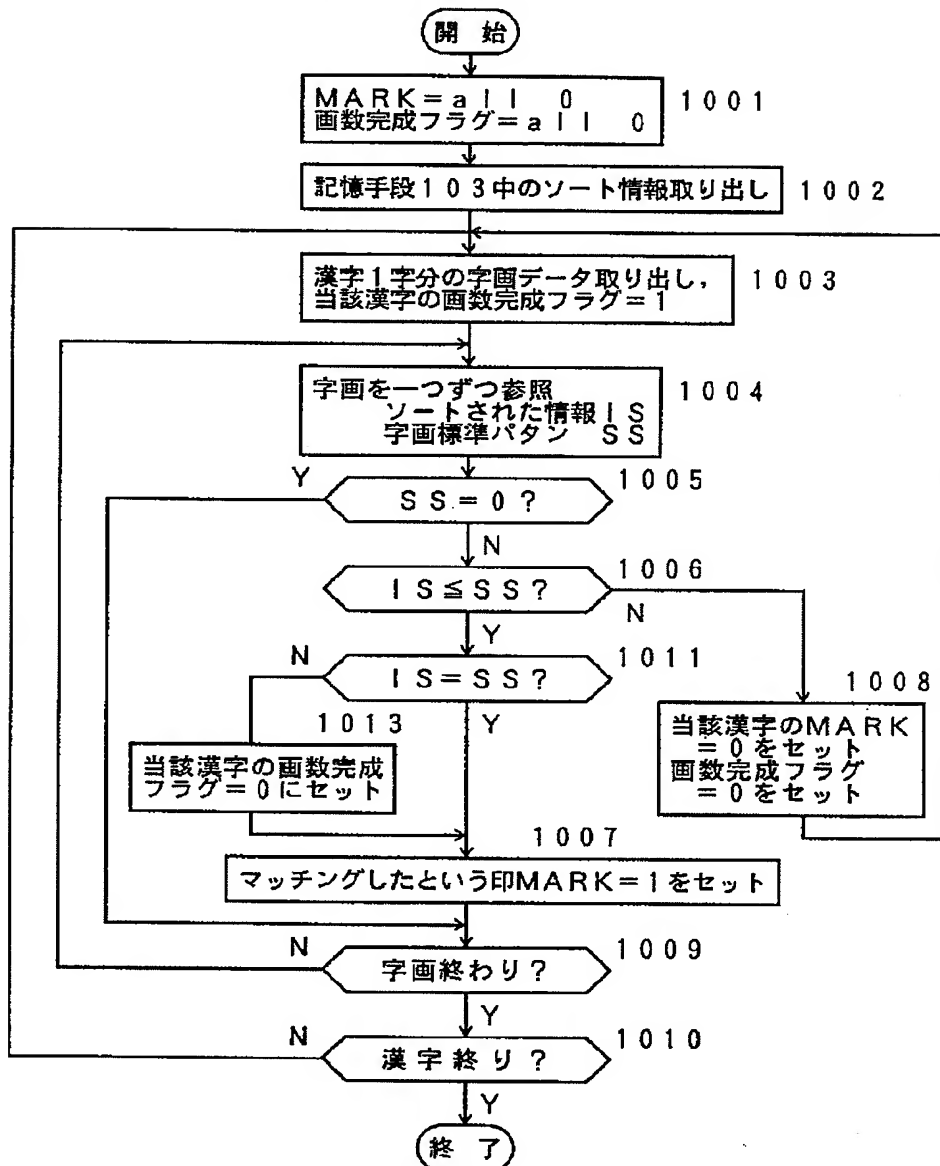 開 始
MARK=all 0 1001
画数完成フラグ=all 0
記憶手段103中のソート情報取り出し 1002
漢字1字分の字画データ取り出し, 1003
当該漢字の画数完成フラグ=1
字画を一つずつ参照 1004
ソートされた情報IS
字画標準パタン SS
Y 1005
SS=0?
N
1006
IS≦SS?
N
Y
N 1011
IS=SS?
Y
1008
当該漢字のMARK
=0をセット
画数完成フラグ
=0をセット
1013
当該漢字の画数完成
フラグ=0にセット
1007
マッチングしたという印MARK=1をセット
N 1009
字画終わり?
Y
N 1010
漢字終り?
Y
終 了